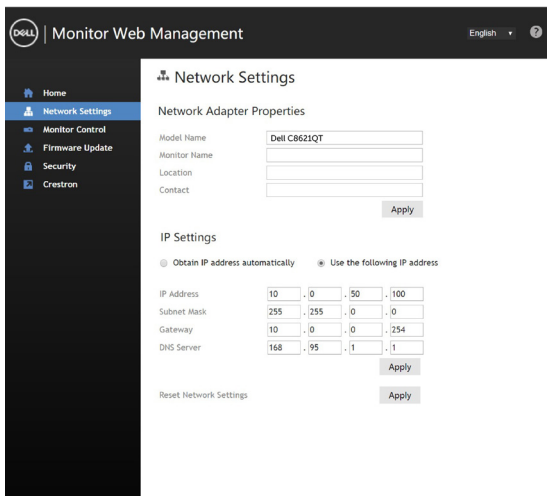 DELL | Monitor Web Management
English
?
Home
Network Settings
Monitor Control
Firmware Update
Security
Crestron
Network Settings
Network Adapter Properties
Model Name Dell C8621QT
Monitor Name
Location
Contact
Apply
IP Settings
Obtain IP address automatically Use the following IP address
IP Address 10 . 0 . 50 . 100
Subnet Mask 255 . 255 . 0 . 0
Gateway 10 . 0 . 0 . 254
DNS Server 168 . 95 . 1 . 1
Apply
Reset Network Settings Apply